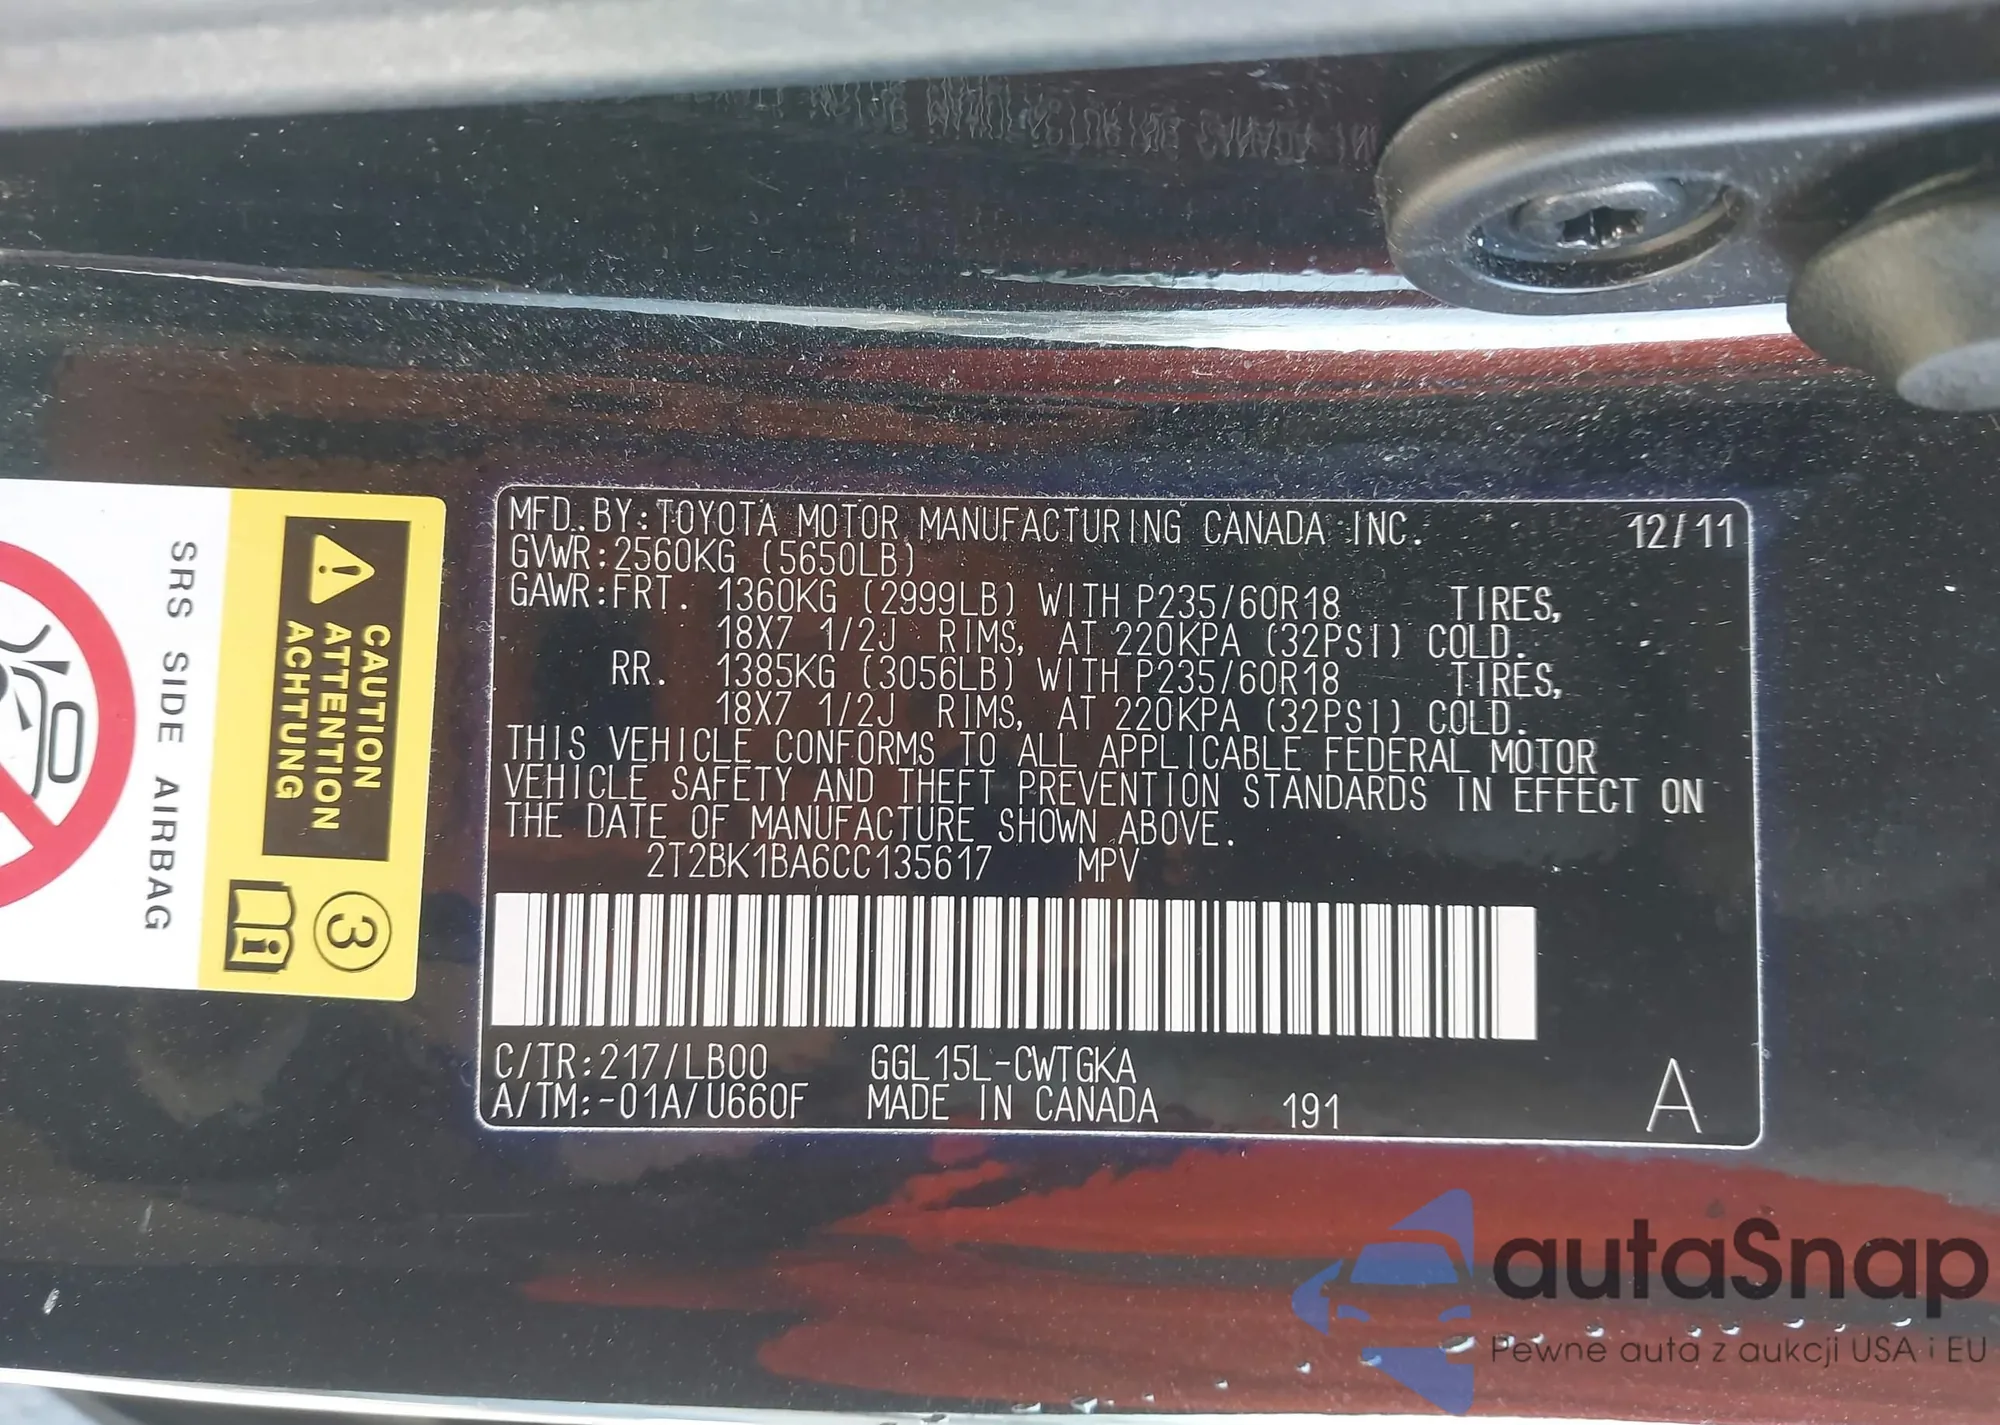 MFD. BY: TOYOTA MOTOR MANUFACTURING CANADA INC. 12/11
GVWR: 2560KG (5650LB)
GAWR: FRT. 1360KG (2999LB) WITH P235/60R18 TIRES,
18X7 1/2J RIMS, AT 220KPA (32PSI) COLD.
RR. 1385KG (3056LB) WITH P235/60R18 TIRES,
18X7 1/2J RIMS, AT 220KPA (32PSI) COLD.
THIS VEHICLE CONFORMS TO ALL APPLICABLE FEDERAL MOTOR
VEHICLE SAFETY AND THEFT PREVENTION STANDARDS IN EFFECT ON
THE DATE OF MANUFACTURE SHOWN ABOVE.
2T2BK1BA6CC135617 MPV
C/TR: 217/LB00 GGL15L-CWTGKA
A/TM: -01A/U660F MADE IN CANADA 191 A
CAUTION
ATTENTION
ACHTUNG
3
i
SRS SIDE AIRBAG
autaSnap
Pewne auta z aukcji USA i EU